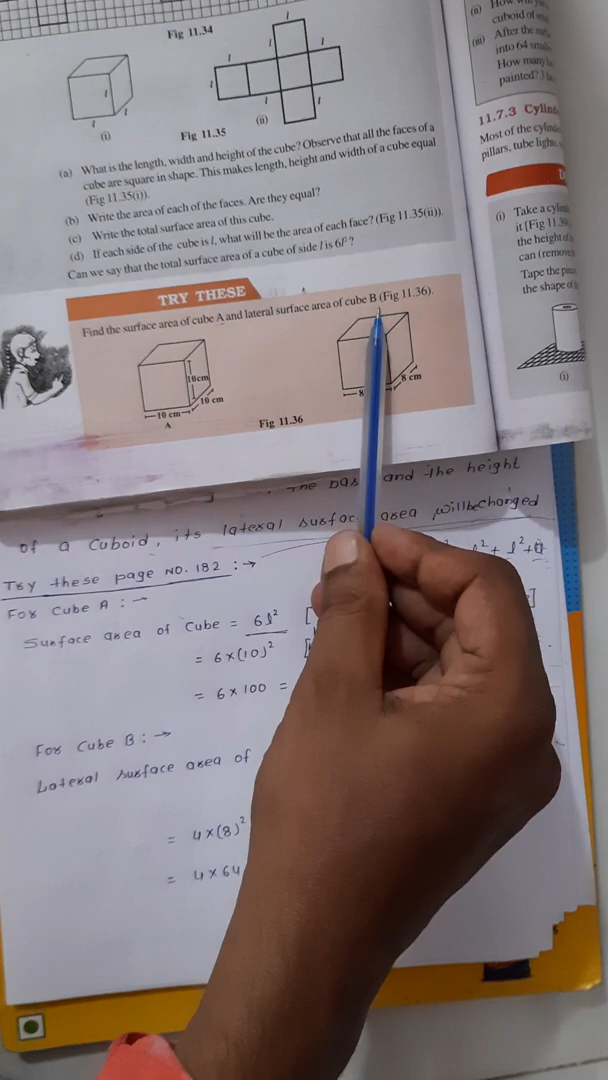 Fig 11.34
l
l
l
(i)
l
l
l
l
l
l
(ii)
Fig 11.35
(a) What is the length, width and height of the cube? Observe that all the faces of a
cube are square in shape. This makes length, height and width of a cube equal
(Fig 11.35(i)).
(b) Write the area of each of the faces. Are they equal?
(c) Write the total surface area of this cube.
(d) If each side of the cube is l, what will be the area of each face? (Fig 11.35(ii)).
Can we say that the total surface area of a cube of side l is 6l² ?
TRY THESE
Find the surface area of cube A and lateral surface area of cube B (Fig 11.36).
10cm
10 cm
10 cm
A
8
8 cm
Fig 11.36
(ii) How
cuboid of
(iii) After the
into 64
How many
painted?
11.7.3
Most of the
pillars, tube
(i) Take a
it [Fig
the height
can (remove
Tape the
the shape of
(i)
and the height
of a cuboid, its lateral surface area will be changed
Try these page NO. 182 :→
For Cube A : →
Surface area of Cube = 6l²
= 6×(10)²
= 6×100 =
For Cube B : →
Lateral surface area of
= 4×(8)²
= 4×64